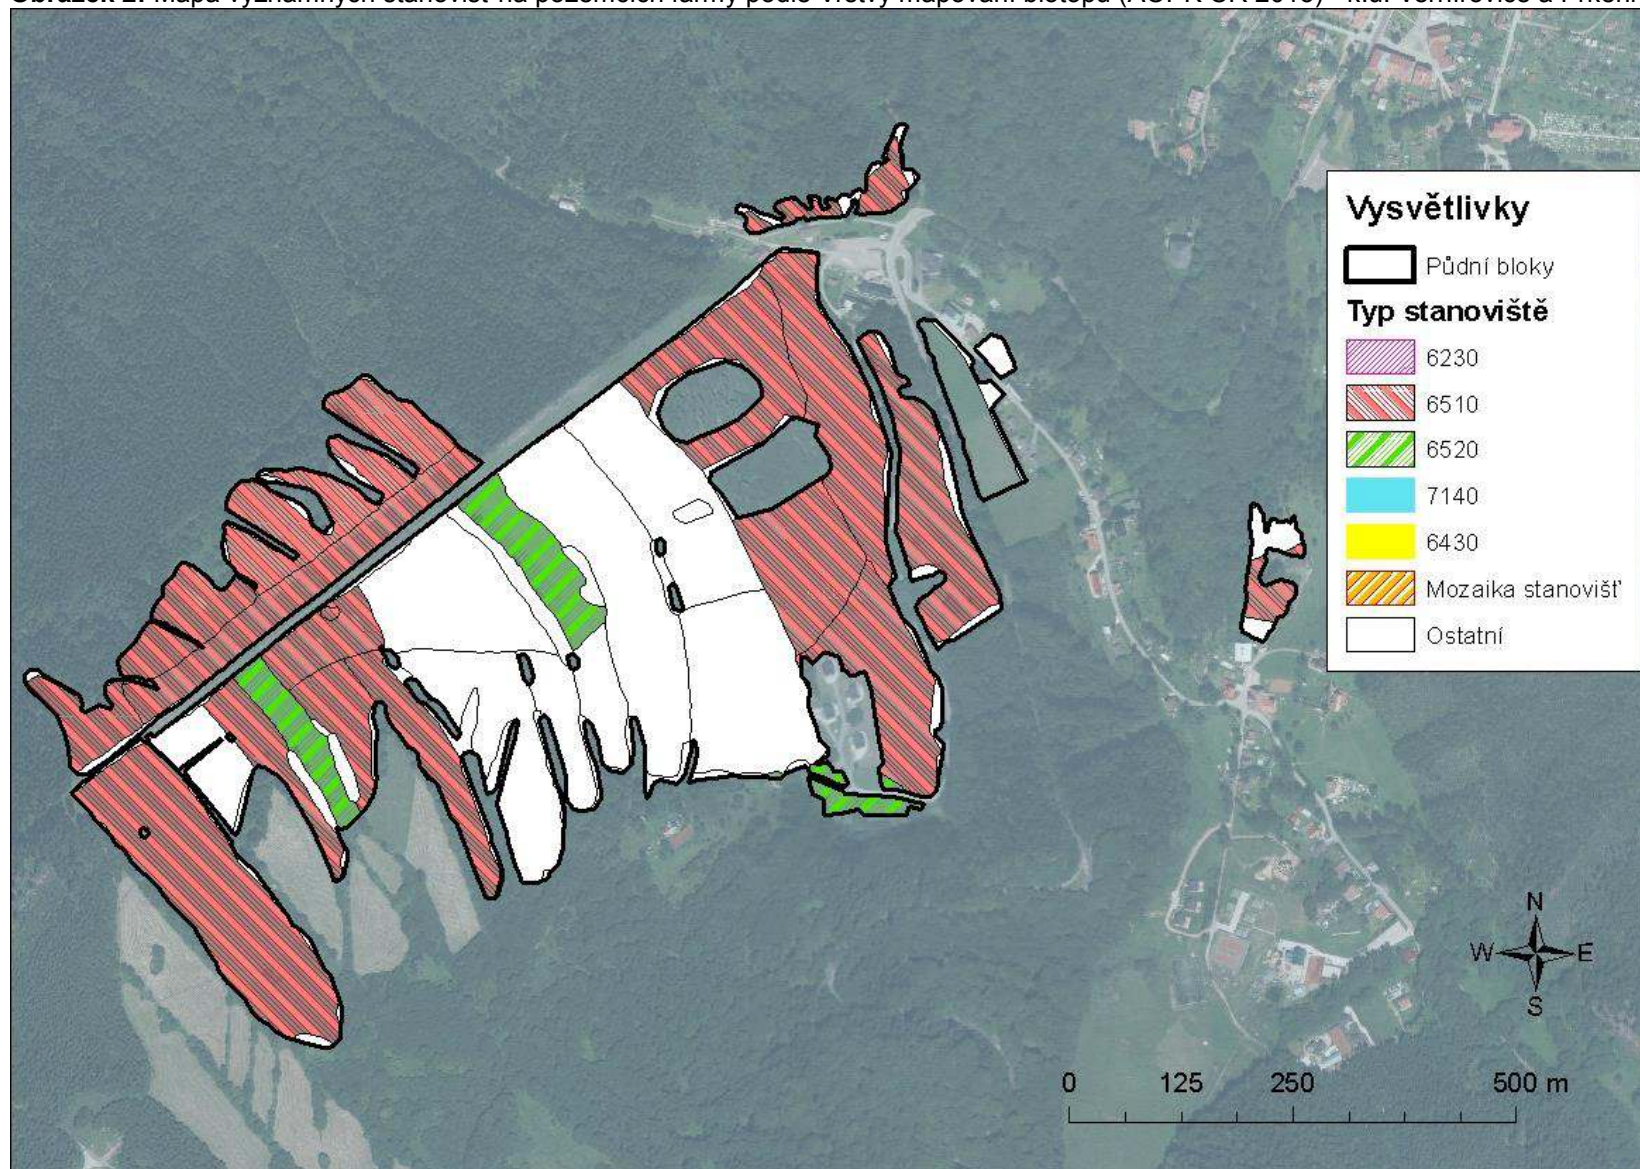 Vysvětlivky
Půdní bloky
Typ stanoviště
6230
6510
6520
7140
6430
Mozaika stanovišť
Ostatní
N
W E
S
0 125 250 500 m